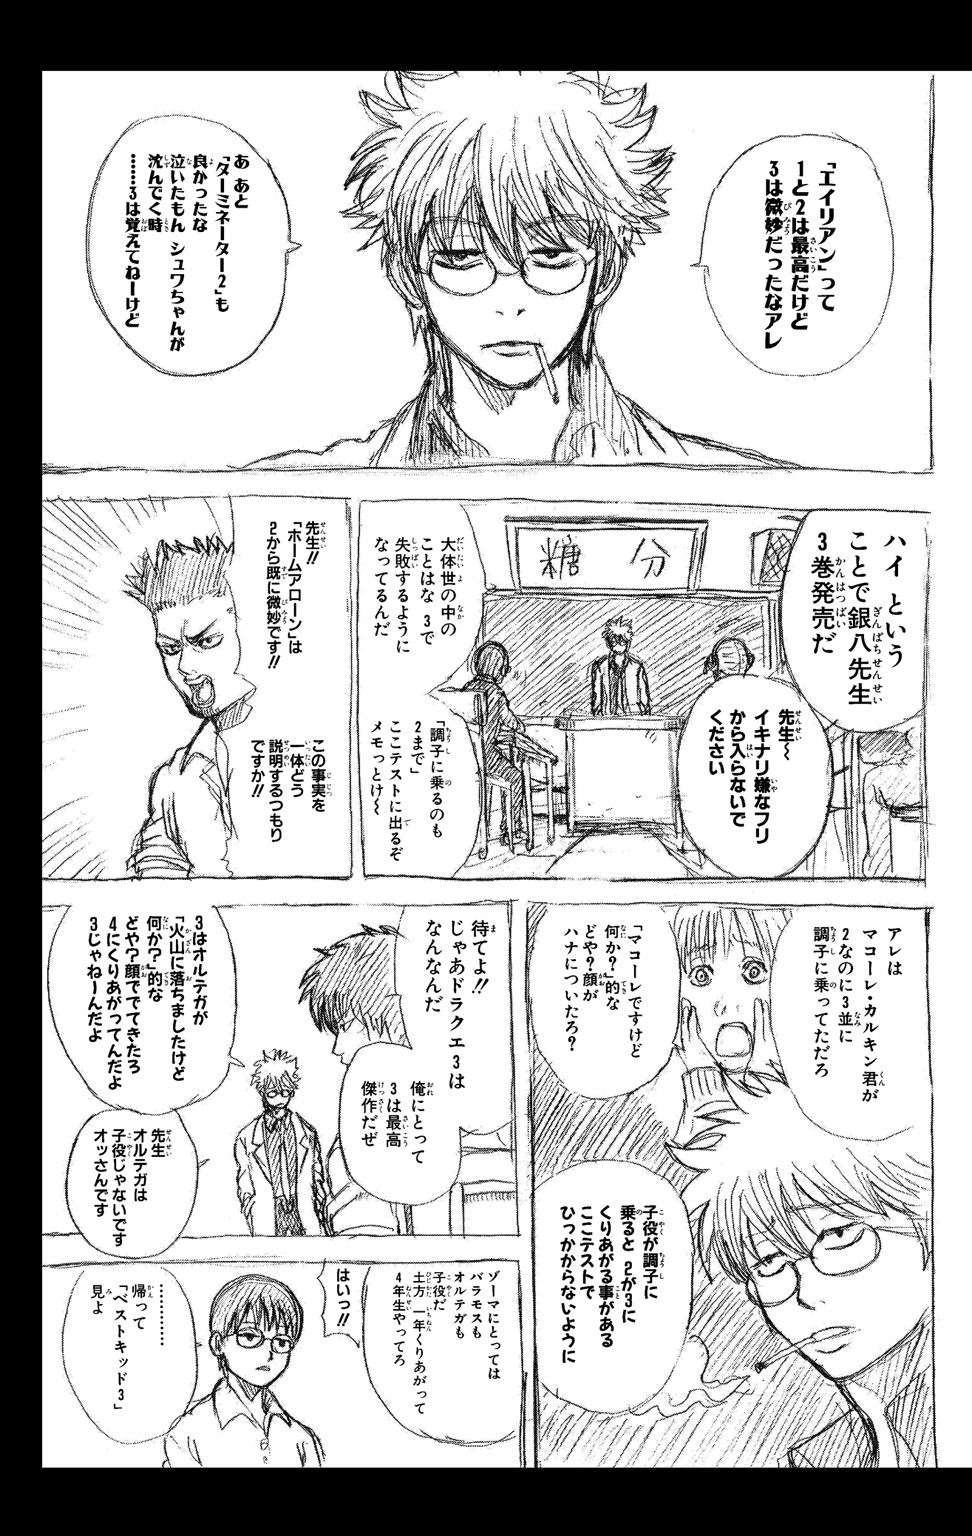 「エイリアン」って
1と2は最高だけど
3は微妙だったなアレ
あ あと
「ターミネーター2」も
良かったな
泣いたもん シュワちゃんが
沈んでく時
……3は覚えてねーけど
ハイ という
ことで銀八先生
3巻発売だ
先生〜
イキナリ嫌なフリ
から入らないで
ください
糖分
大体世の中の
ことはな 3で
失敗するように
なってるんだ
「調子に乗るのも
2まで」
ここテストに出るぞ
メモっとけ〜
先生!!
「ホームアローン」は
2から既に微妙です!!
この事実を
一体どう
説明するつもり
ですか!!
アレは
マコーレ・カルキン君が
2なのに3並に
調子に乗ってただろ
「マコーレですけど
何か?」的な
どや?顔が
ハナについたろ?
子役が調子に
乗ると 2が3に
くりあがる事がある
ここテストで
ひっかからないように
待てよ!!
じゃあドラクエ3は
なんなんだ
俺にとって
3は最高
傑作だぜ
3はオルテガが
「火山に落ちましたけど
何か?」的な
どや?顔ででてきたろ
4にくりあがってんだよ
3じゃねーんだよ
先生
オルテガは
子役じゃないです
オッさんです
ゾーマにとっては
バラモスも
オルテガも
子役だ
土方 一年くりあがって
4年生やってろ
はいっ!!
…………
帰って
「ベストキッド3」
見よ